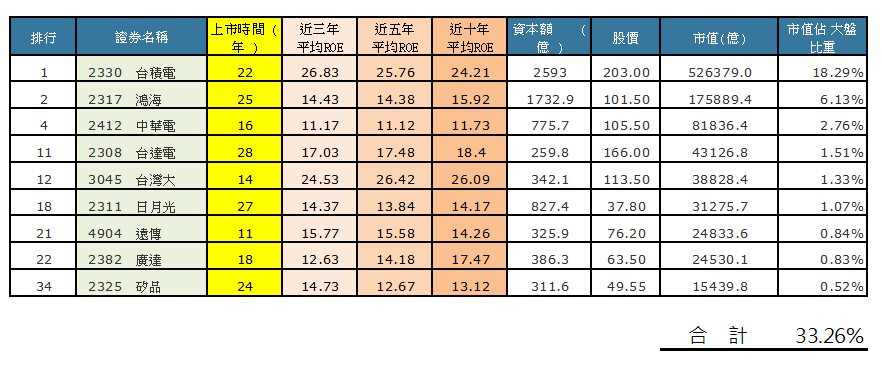 排行 證券名稱 上市時間(年) 近三年平均ROE 近五年平均ROE 近十年平均ROE 資本額(億) 股價 市值(億) 市值佔 大盤比重
1 2330 台積電 22 26.83 25.76 24.21 2593 203.00 526379.0 18.29%
2 2317 鴻海 25 14.43 14.38 15.92 1732.9 101.50 175889.4 6.13%
4 2412 中華電 16 11.17 11.12 11.73 775.7 105.50 81836.4 2.76%
11 2308 台達電 28 17.03 17.48 18.4 259.8 166.00 43126.8 1.51%
12 3045 台灣大 14 24.53 26.42 26.09 342.1 113.50 38828.4 1.33%
18 2311 日月光 27 14.37 13.84 14.17 827.4 37.80 31275.7 1.07%
21 4904 遠傳 11 15.77 15.58 14.26 325.9 76.20 24833.6 0.84%
22 2382 廣達 18 12.63 14.18 17.47 386.3 63.50 24530.1 0.83%
34 2325 矽品 24 14.73 12.67 13.12 311.6 49.55 15439.8 0.52%
合 計 33.26%